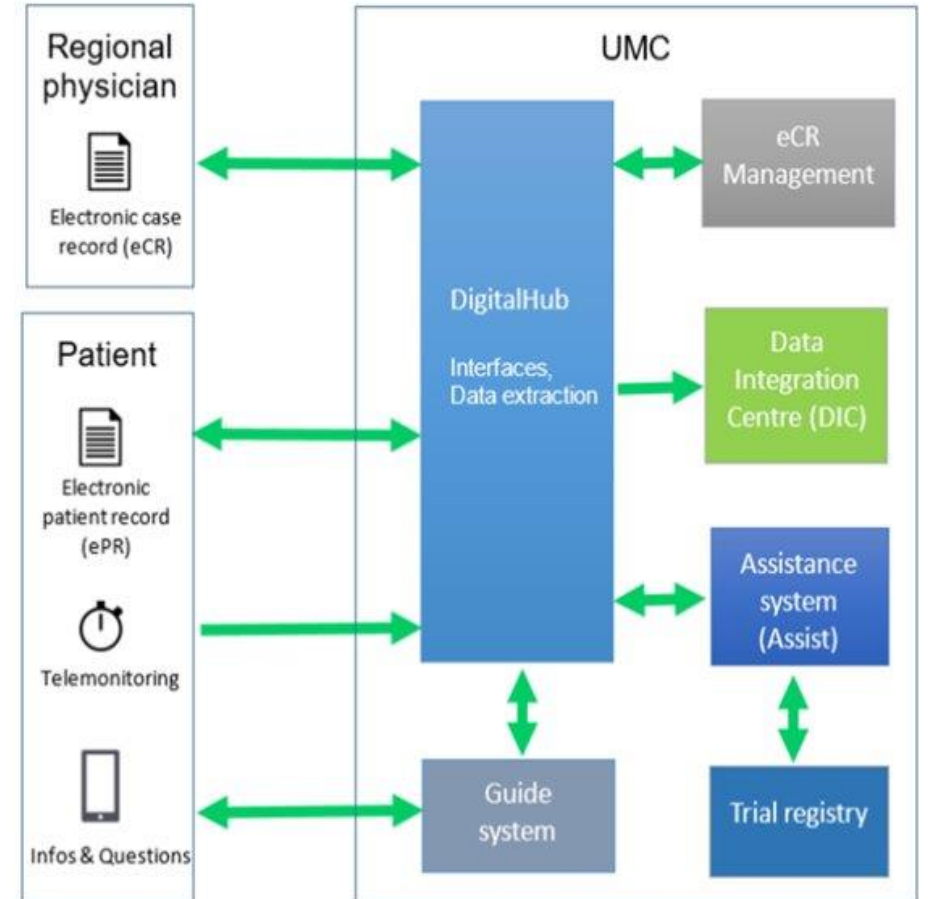 Regional
physician
Electronic case
record (eCR)
Patient
Electronic
patient record
(ePR)
Telemonitoring
Infos & Questions
UMC
DigitalHub
Interfaces,
Data extraction
eCR
Management
Data
Integration
Centre (DIC)
Assistance
system
(Assist)
Guide
system
Trial registry